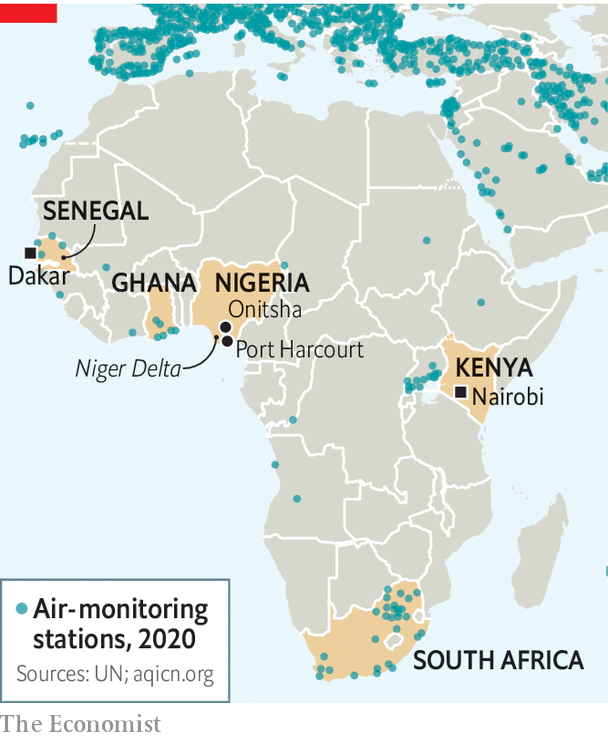 SENEGAL
Dakar
GHANA
NIGERIA
Onitsha
Port Harcourt
Niger Delta
KENYA
Nairobi
SOUTH AFRICA
Air-monitoring
stations, 2020
Sources: UN; aqicn.org
The Economist